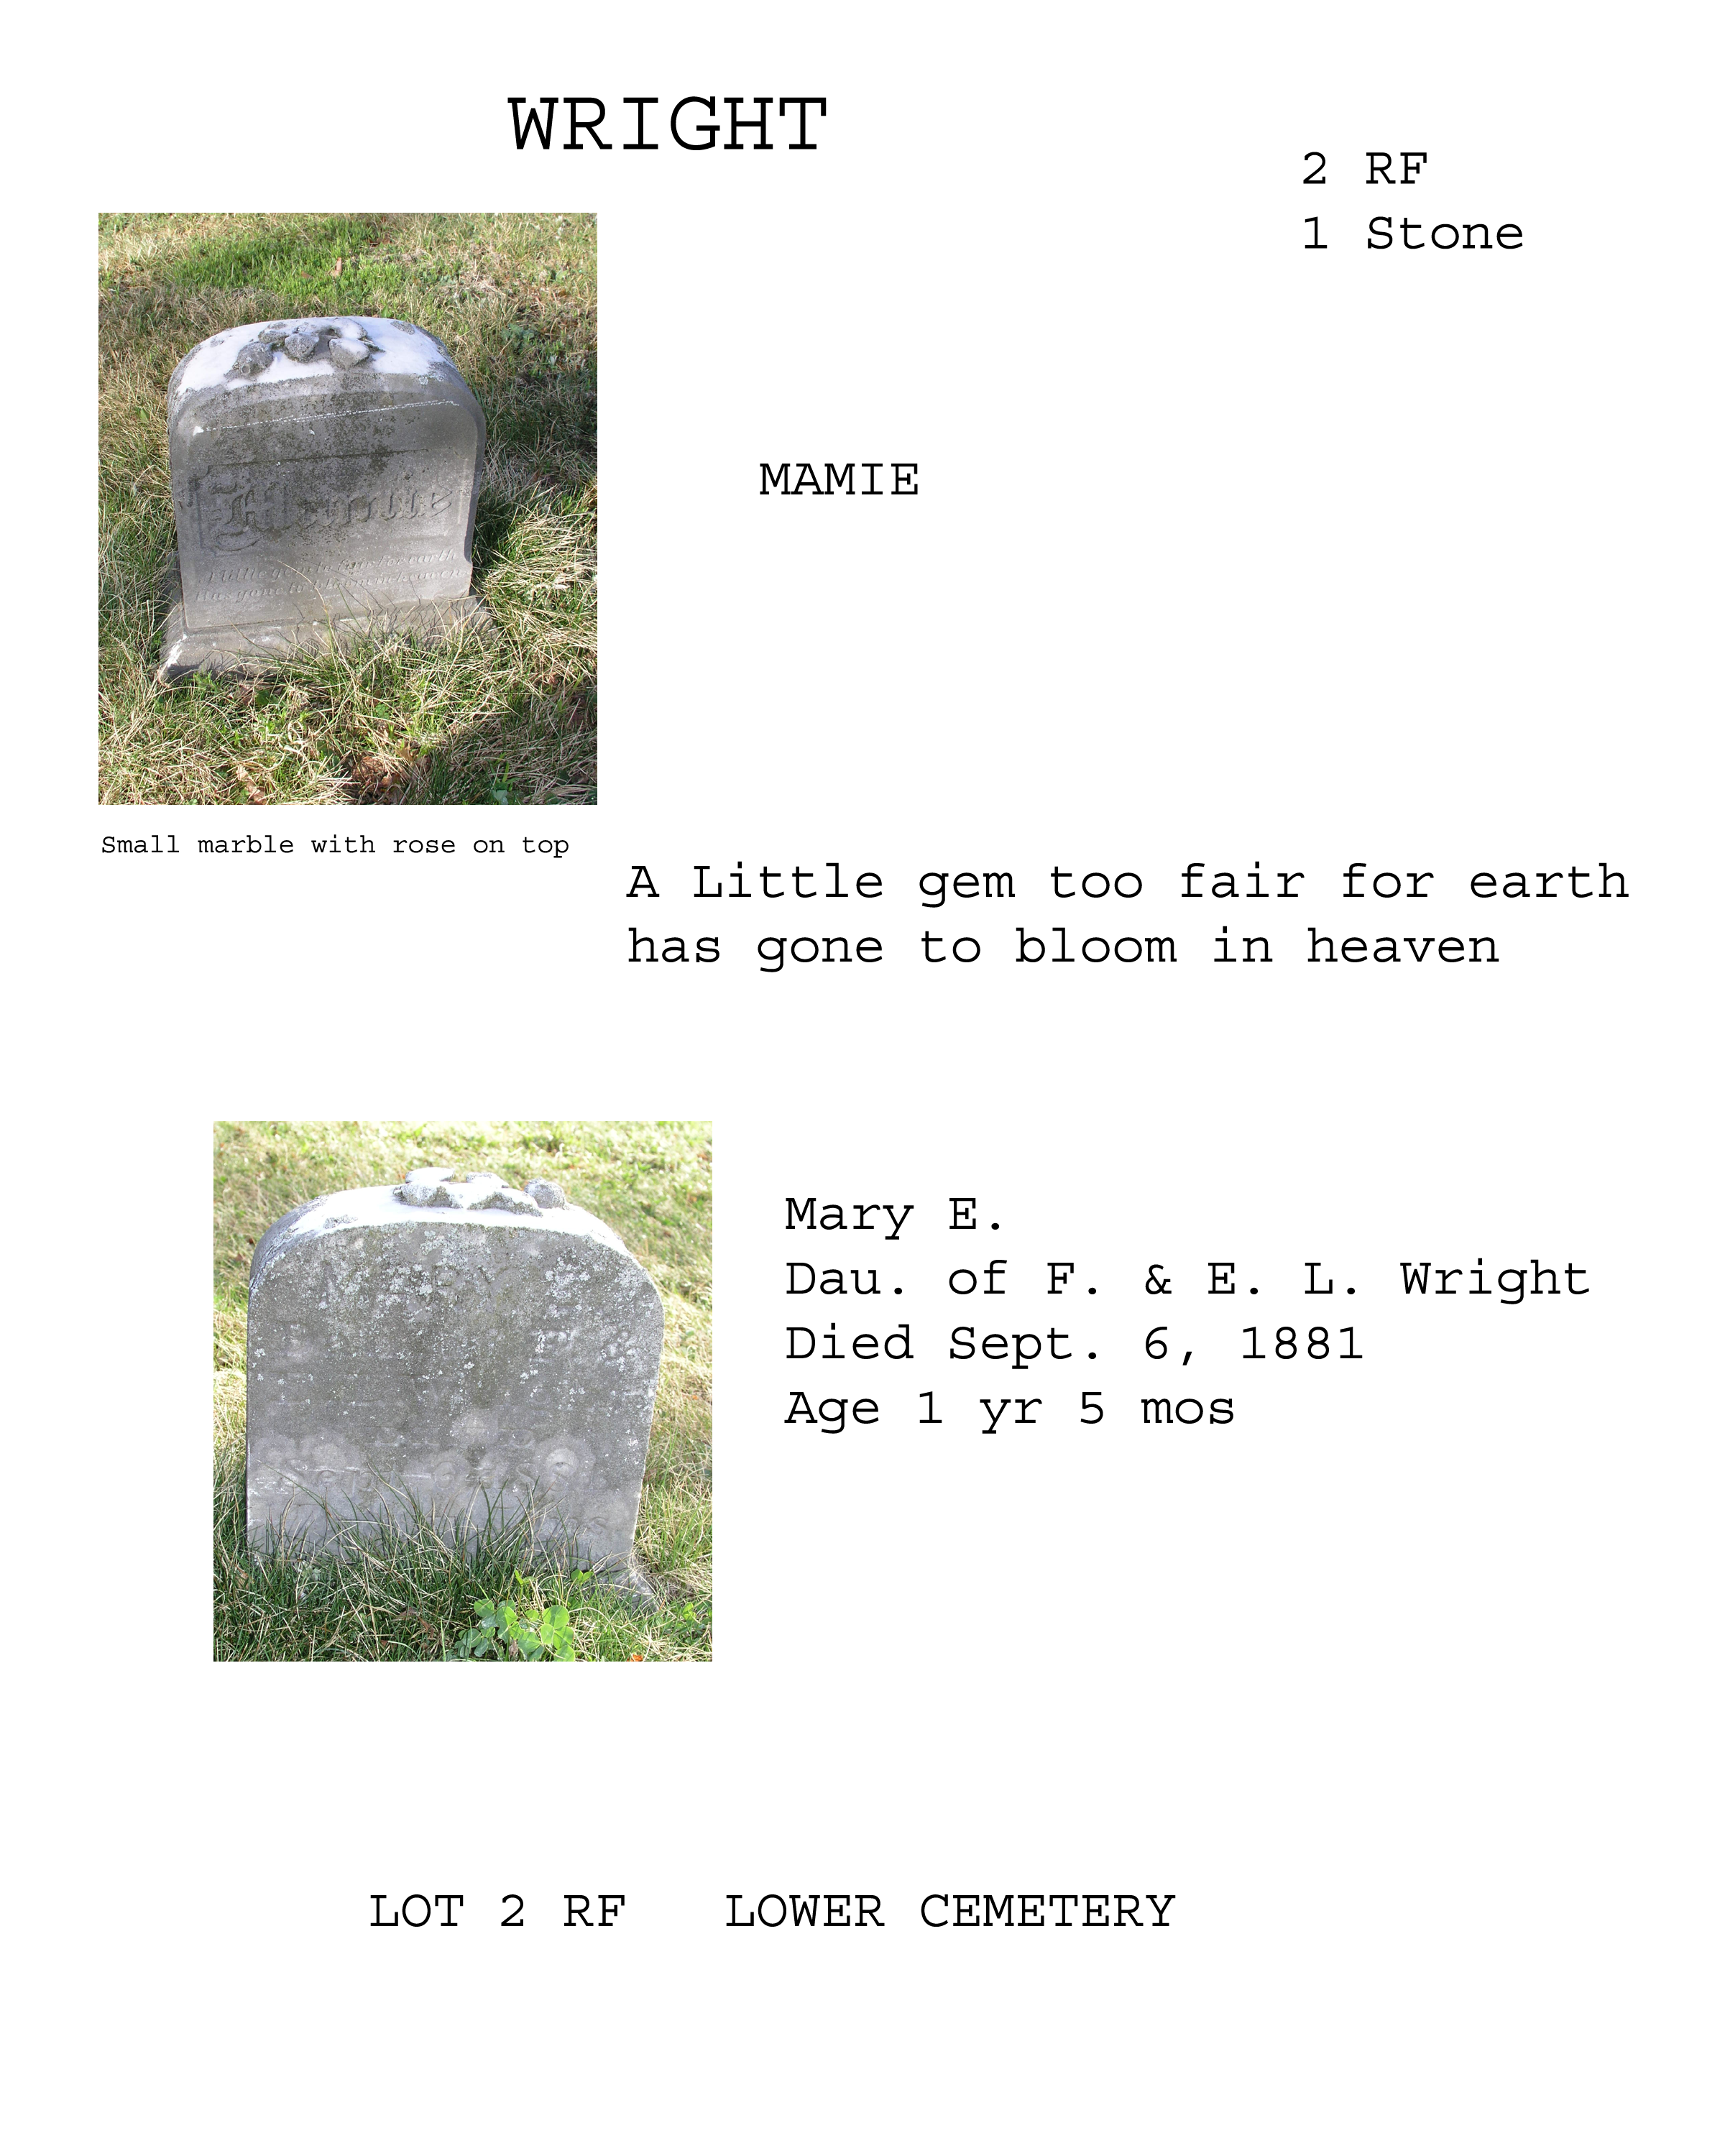 WRIGHT
2 RF
1 Stone
Mamie
MAMIE
Small marble with rose on top
A Little gem too fair for earth
has gone to bloom in heaven
MARY E.
Mary E.
Dau. of F. & E. L. Wright
Died Sept. 6, 1881
Age 1 yr 5 mos
LOT 2 RF LOWER CEMETERY